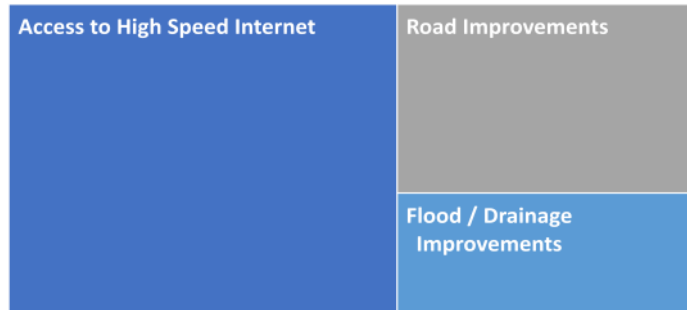 Access to High Speed Internet
Road Improvements
Flood / Drainage
Improvements